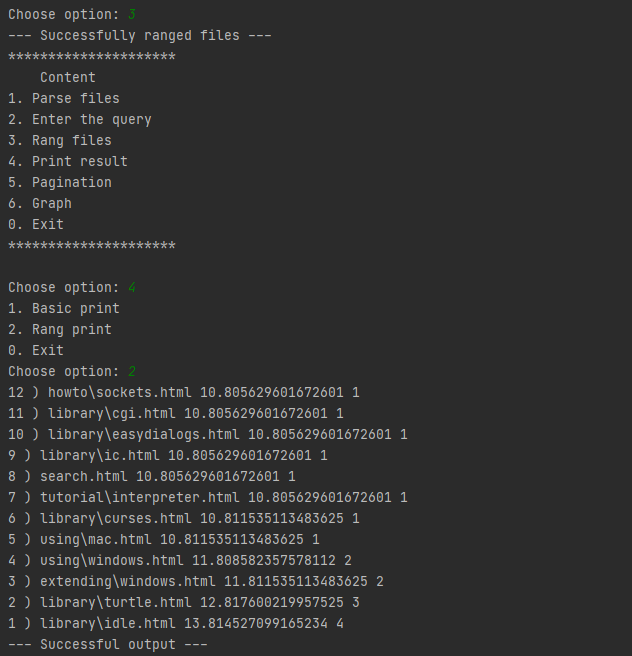 Choose option: 3
--- Successfully ranged files ---
*********************
    Content
1. Parse files
2. Enter the query
3. Rang files
4. Print result
5. Pagination
6. Graph
0. Exit
*********************

Choose option: 4
1. Basic print
2. Rang print
0. Exit
Choose option: 2
12 ) howto\sockets.html 10.805629601672601 1
11 ) library\cgi.html 10.805629601672601 1
10 ) library\easydialogs.html 10.805629601672601 1
9 ) library\ic.html 10.805629601672601 1
8 ) search.html 10.805629601672601 1
7 ) tutorial\interpreter.html 10.805629601672601 1
6 ) library\curses.html 10.811535113483625 1
5 ) using\mac.html 10.811535113483625 1
4 ) using\windows.html 11.808582357578112 2
3 ) extending\windows.html 11.811535113483625 2
2 ) library\turtle.html 12.817600219957525 3
1 ) library\idle.html 13.814527099165234 4
--- Successful output ---